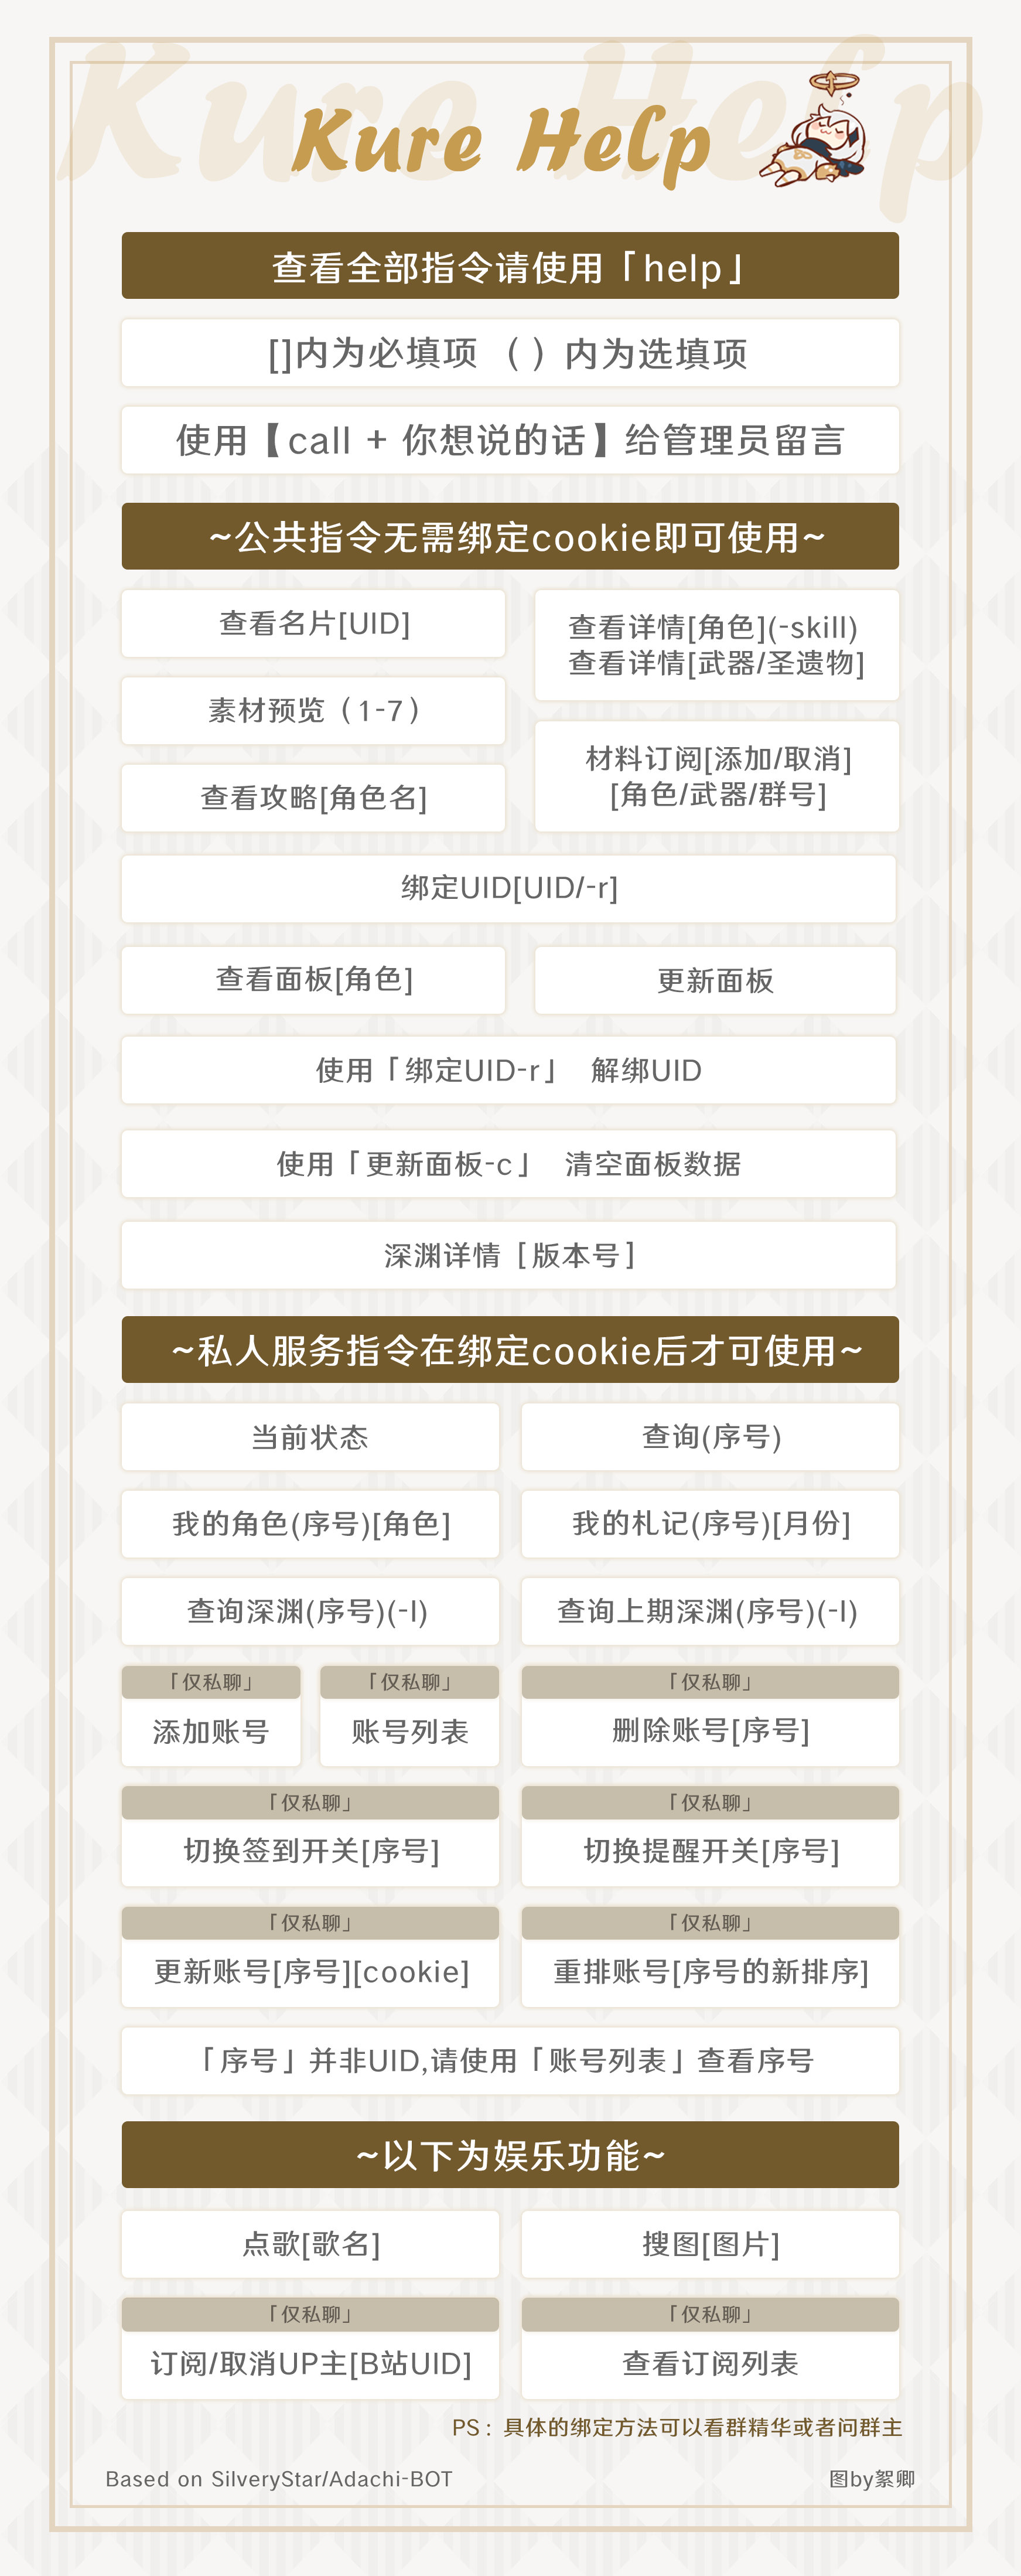 Kure Help
查看全部指令请使用「help」
[]内为必填项 （）内为选填项
使用【call + 你想说的话】给管理员留言
~公共指令无需绑定cookie即可使用~
查看名片[UID]
素材预览（1-7）
查看攻略[角色名]
查看详情[角色](-skill)
查看详情[武器/圣遗物]
材料订阅[添加/取消]
[角色/武器/群号]
绑定UID[UID/-r]
查看面板[角色]
更新面板
使用「绑定UID-r」 解绑UID
使用「更新面板-c」 清空面板数据
深渊详情［版本号］
~私人服务指令在绑定cookie后才可使用~
当前状态
查询(序号)
我的角色(序号)[角色]
我的札记(序号)[月份]
查询深渊(序号)(-l)
查询上期深渊(序号)(-l)
「仅私聊」
添加账号
「仅私聊」
账号列表
「仅私聊」
删除账号[序号]
「仅私聊」
切换签到开关[序号]
「仅私聊」
切换提醒开关[序号]
「仅私聊」
更新账号[序号][cookie]
「仅私聊」
重排账号[序号的新排序]
「序号」并非UID,请使用「账号列表」查看序号
~以下为娱乐功能~
点歌[歌名]
搜图[图片]
「仅私聊」
订阅/取消UP主[B站UID]
「仅私聊」
查看订阅列表
PS：具体的绑定方法可以看群精华或者问群主
Based on SilveryStar/Adachi-BOT
图by絮卿